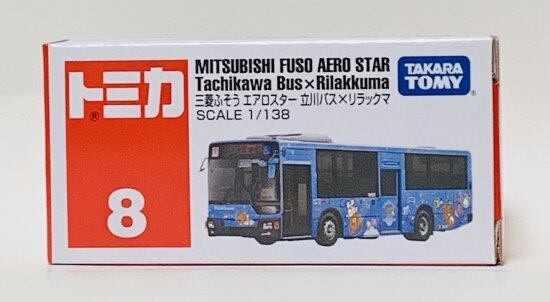 トミカ
®
8
MITSUBISHI FUSO AERO STAR
Tachikawa Bus×Rilakkuma
三菱ふそう エアロスター 立川バス×リラックマ
SCALE 1/138
TAKARA
TOMY